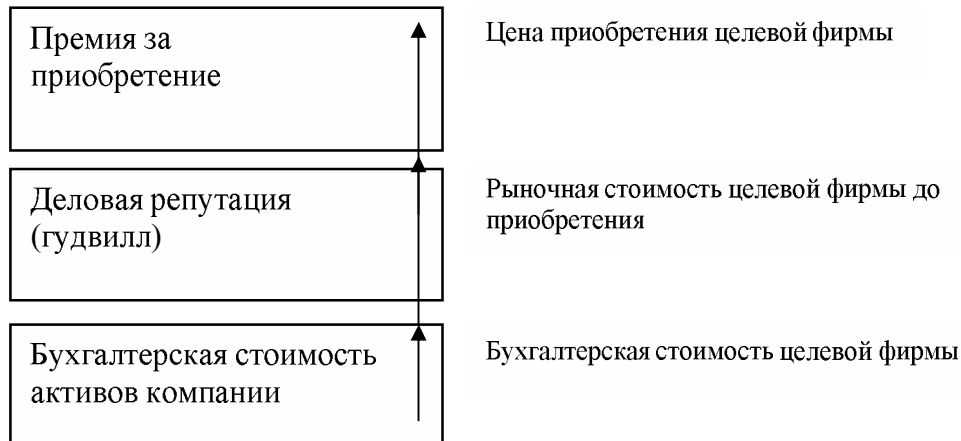 Премия за
приобретение
Цена приобретения целевой фирмы
Деловая репутация
(гудвилл)
Рыночная стоимость целевой фирмы до
приобретения
Бухгалтерская стоимость
активов компании
Бухгалтерская стоимость целевой фирмы